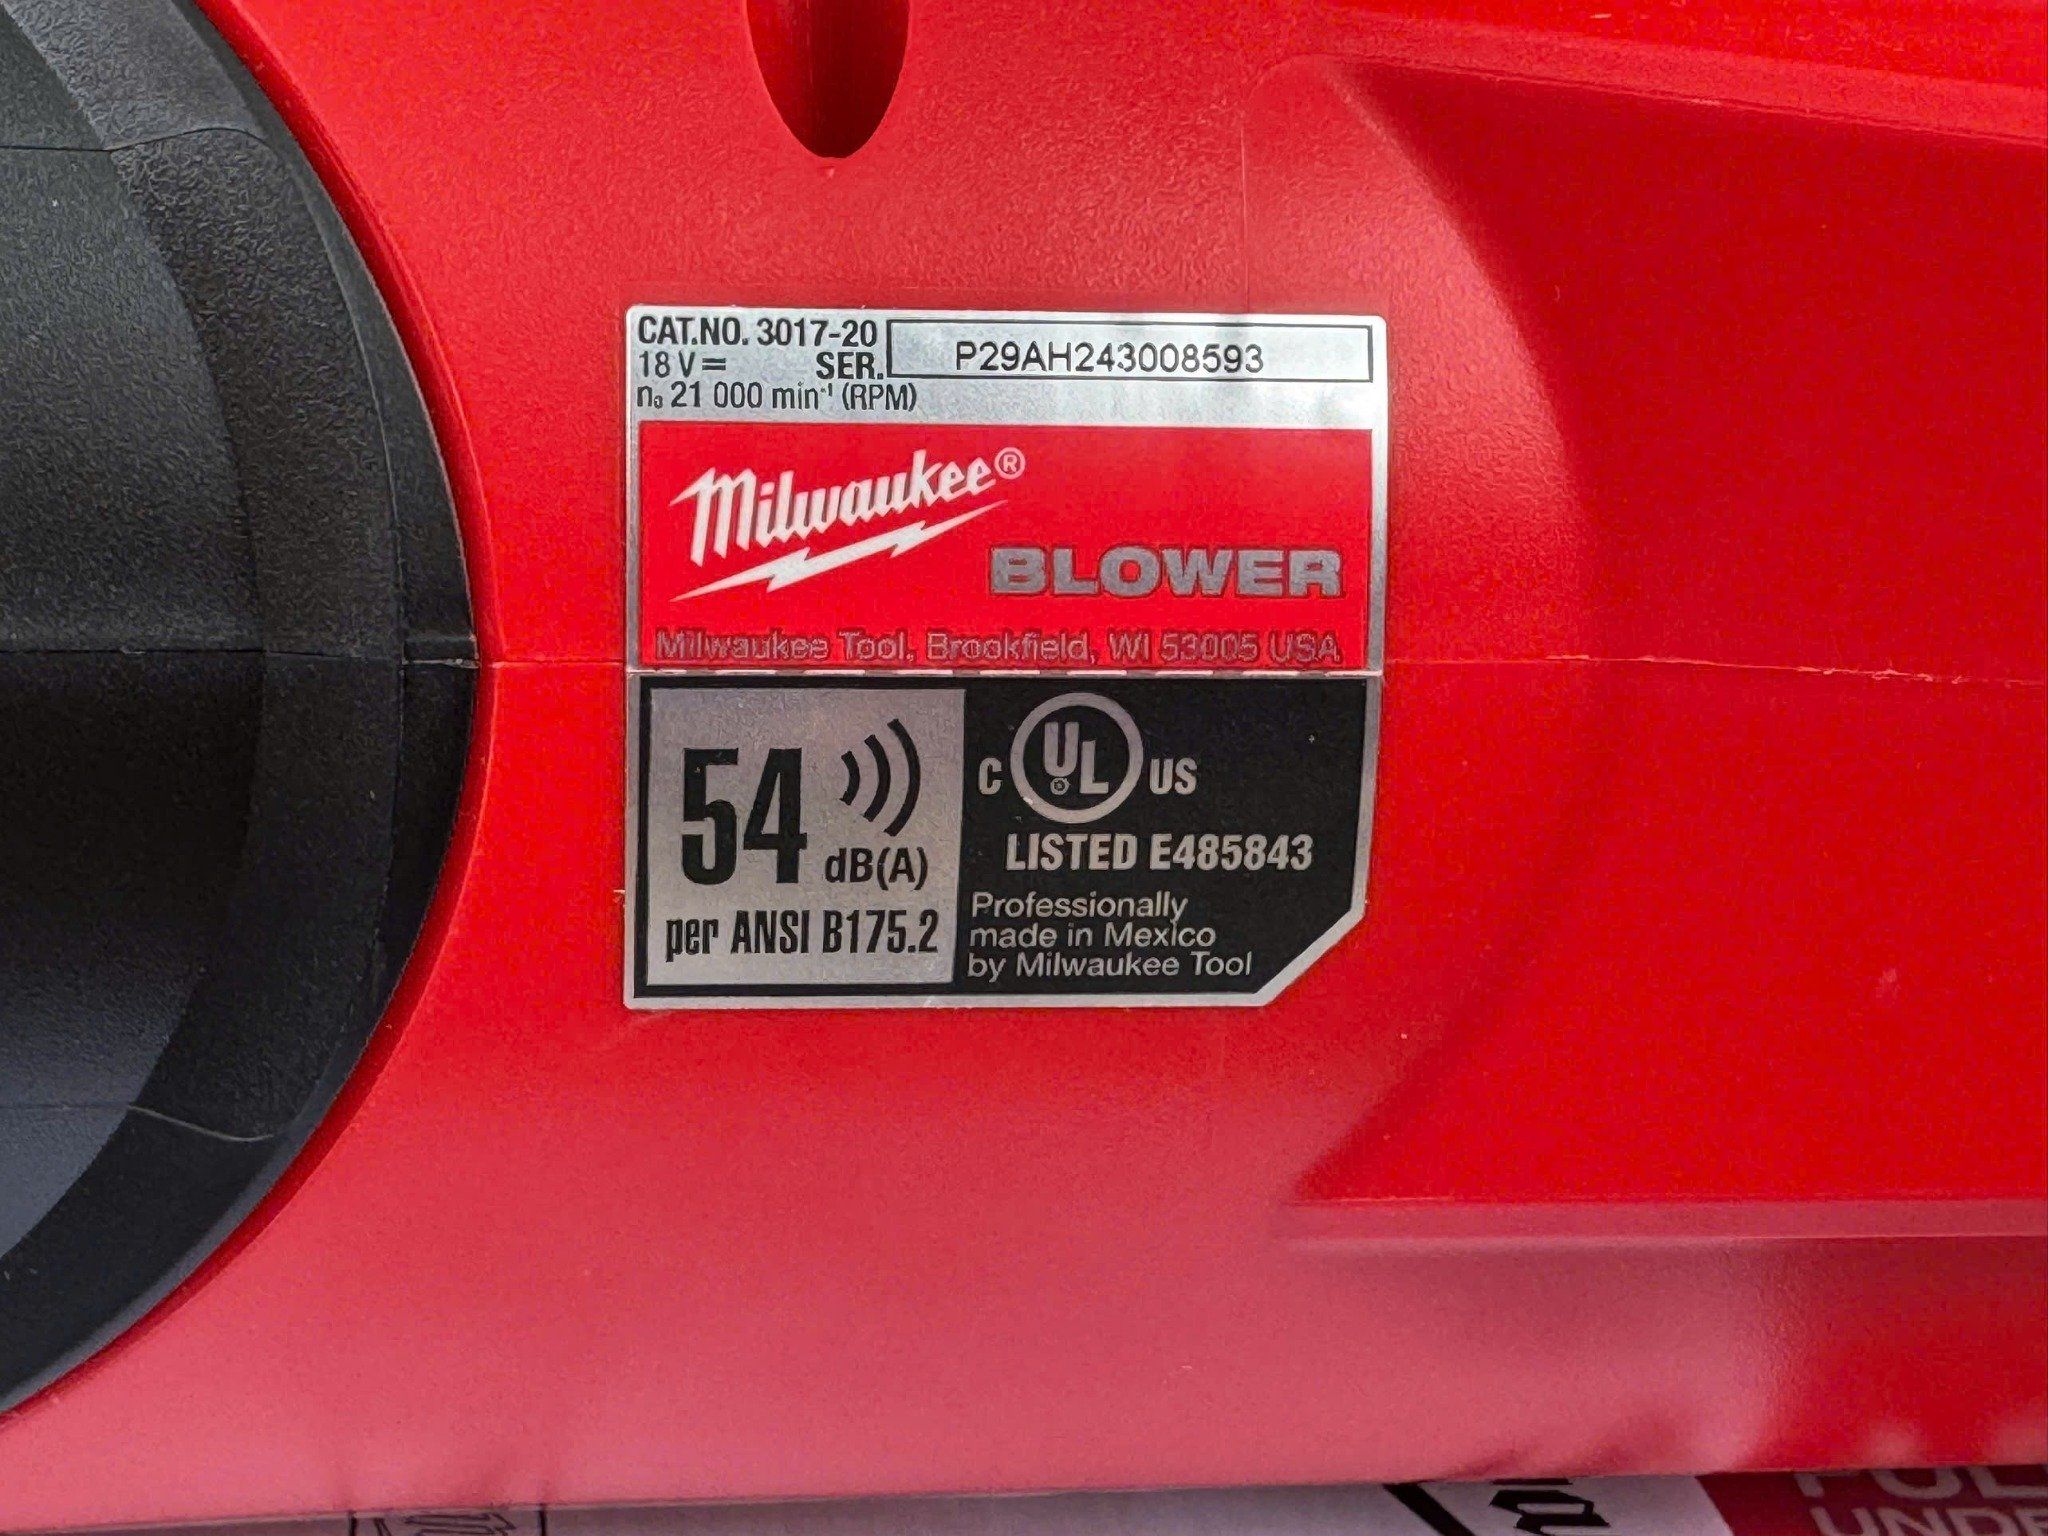 CAT.NO. 3017-20
18 V⎓ SER. P29AH243008593
n₀ 21 000 min⁻¹ (RPM)
Milwaukee®
BLOWER
Milwaukee Tool, Brookfield, WI 53005 USA
54 dB(A)
per ANSI B175.2
C UL US
LISTED E485843
Professionally
made in Mexico
by Milwaukee Tool